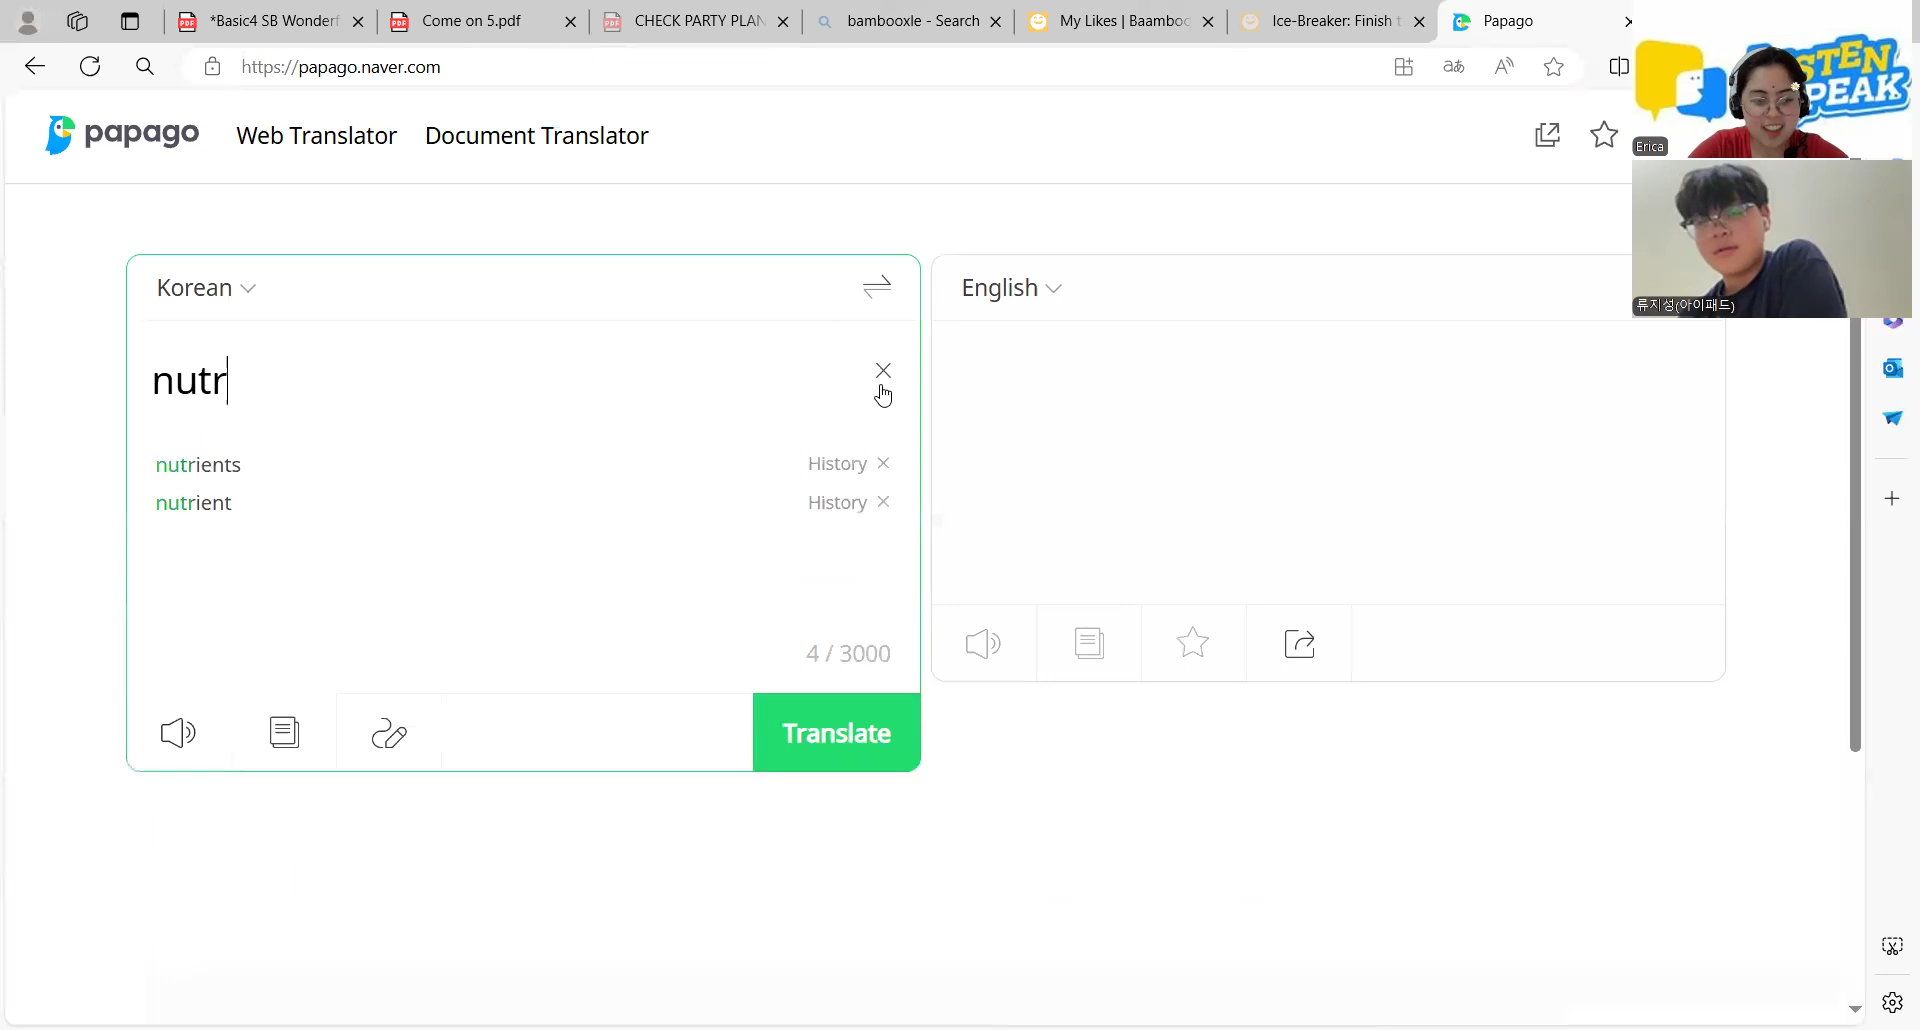 *Basic4 SB Wonderf
Come on 5.pdf
CHECK PARTY PLAN
bambooxle - Search
My Likes | Baambooz
Ice-Breaker: Finish t
Papago
https://papago.naver.com
papago
Web Translator
Document Translator
STEN
PEAK
Erica
류지성(아이패드)
Korean
English
nutr
nutrients
History
nutrient
History
4 / 3000
Translate